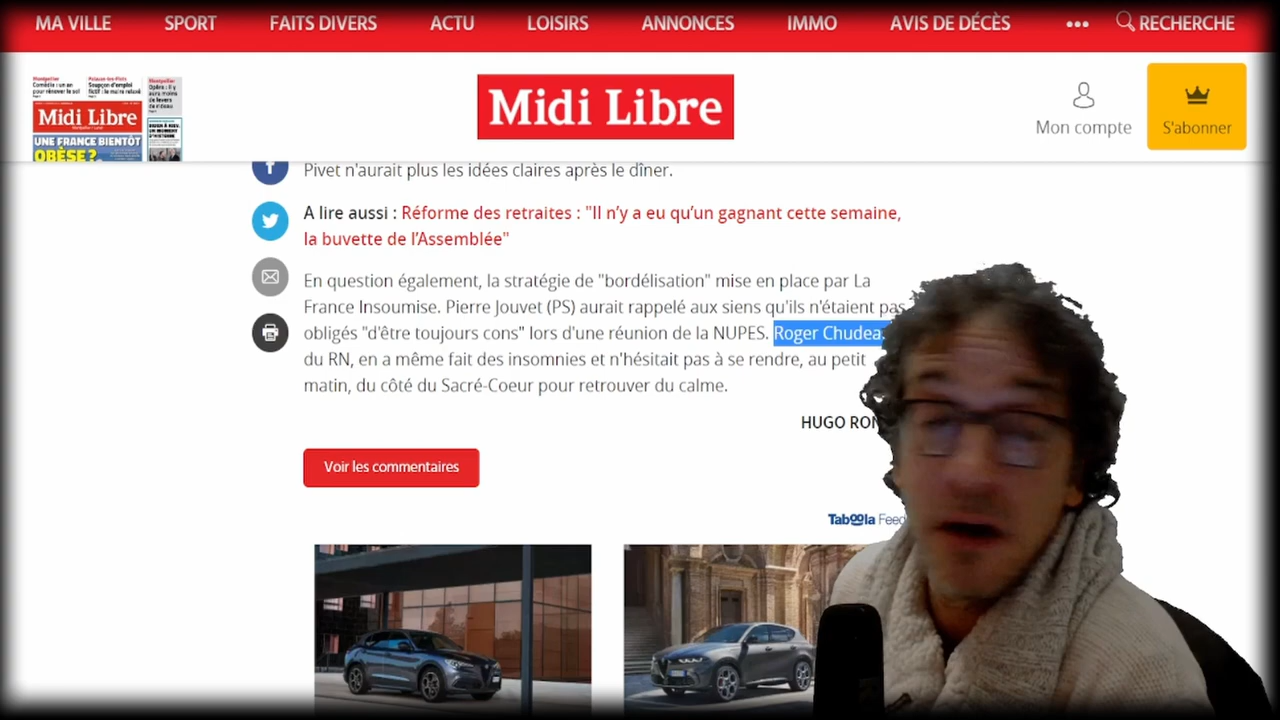 MA VILLE SPORT FAITS DIVERS ACTU LOISIRS ANNONCES IMMO AVIS DE DÉCÈS ••• RECHERCHE
Midi Libre
UNE FRANCE BIENTÔT
OBÈSE?
Midi Libre
Mon compte
S'abonner
Pivet n'aurait plus les idées claires après le dîner.
A lire aussi : Réforme des retraites : "Il n’y a eu qu’un gagnant cette semaine,
la buvette de l’Assemblée"
En question également, la stratégie de "bordélisation" mise en place par La
France Insoumise. Pierre Jouvet (PS) aurait rappelé aux siens qu'ils n'étaient pas
obligés "d'être toujours cons" lors d'une réunion de la NUPES. Roger Chudea
du RN, en a même fait des insomnies et n'hésitait pas à se rendre, au petit
matin, du côté du Sacré-Coeur pour retrouver du calme.
HUGO RON
Voir les commentaires
Taboola Feed